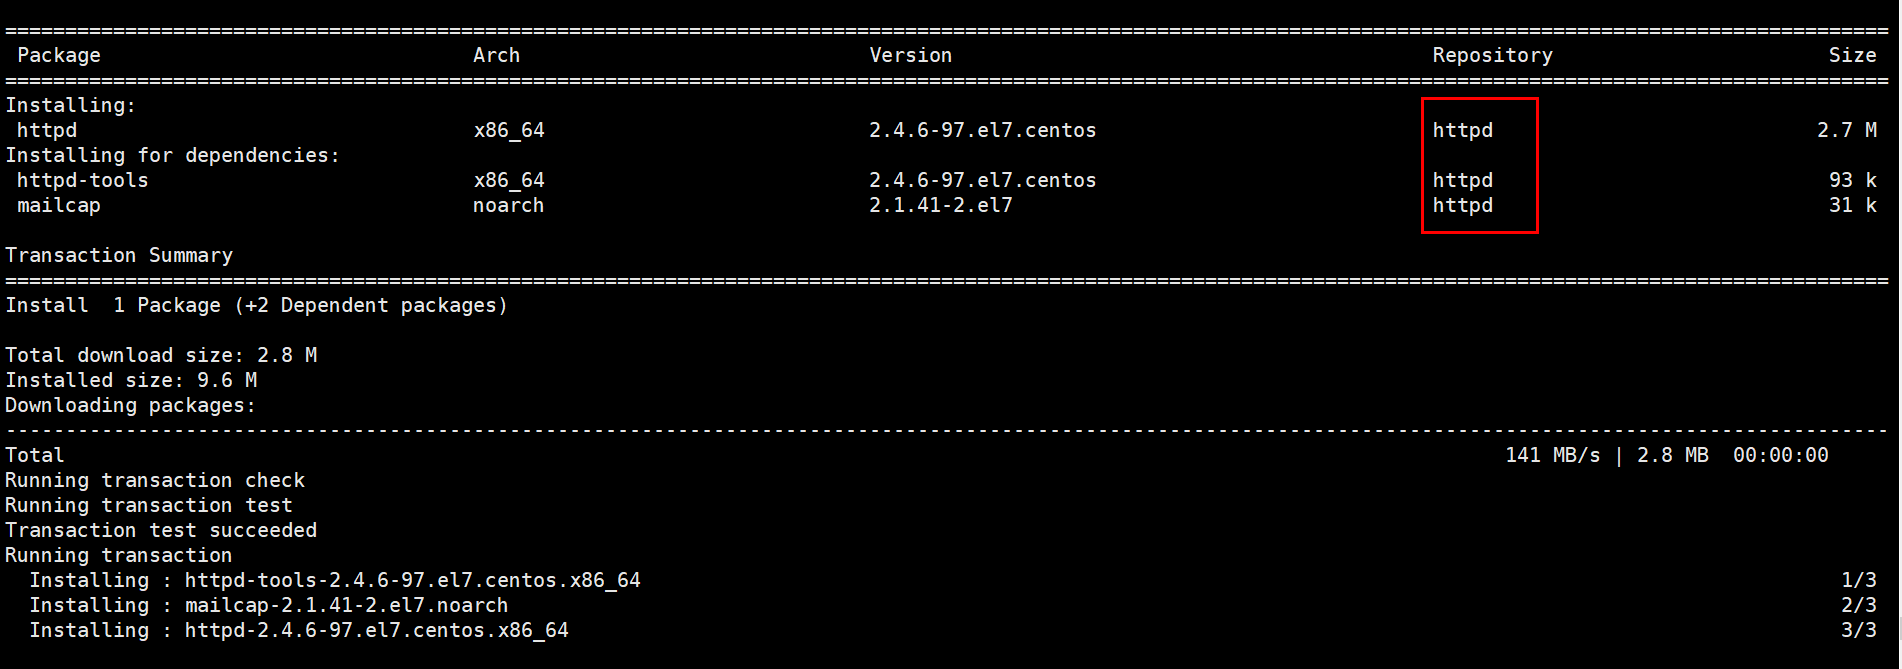 ================================================================================
Package Arch Version Repository Size
================================================================================
Installing:
httpd x86_64 2.4.6-97.el7.centos httpd 2.7 M
Installing for dependencies:
httpd-tools x86_64 2.4.6-97.el7.centos httpd 93 k
mailcap noarch 2.1.41-2.el7 httpd 31 k
Transaction Summary
================================================================================
Install  1 Package (+2 Dependent packages)
Total download size: 2.8 M
Installed size: 9.6 M
Downloading packages:
--------------------------------------------------------------------------------
Total 141 MB/s | 2.8 MB  00:00:00
Running transaction check
Running transaction test
Transaction test succeeded
Running transaction
Installing : httpd-tools-2.4.6-97.el7.centos.x86_64 1/3
Installing : mailcap-2.1.41-2.el7.noarch 2/3
Installing : httpd-2.4.6-97.el7.centos.x86_64 3/3